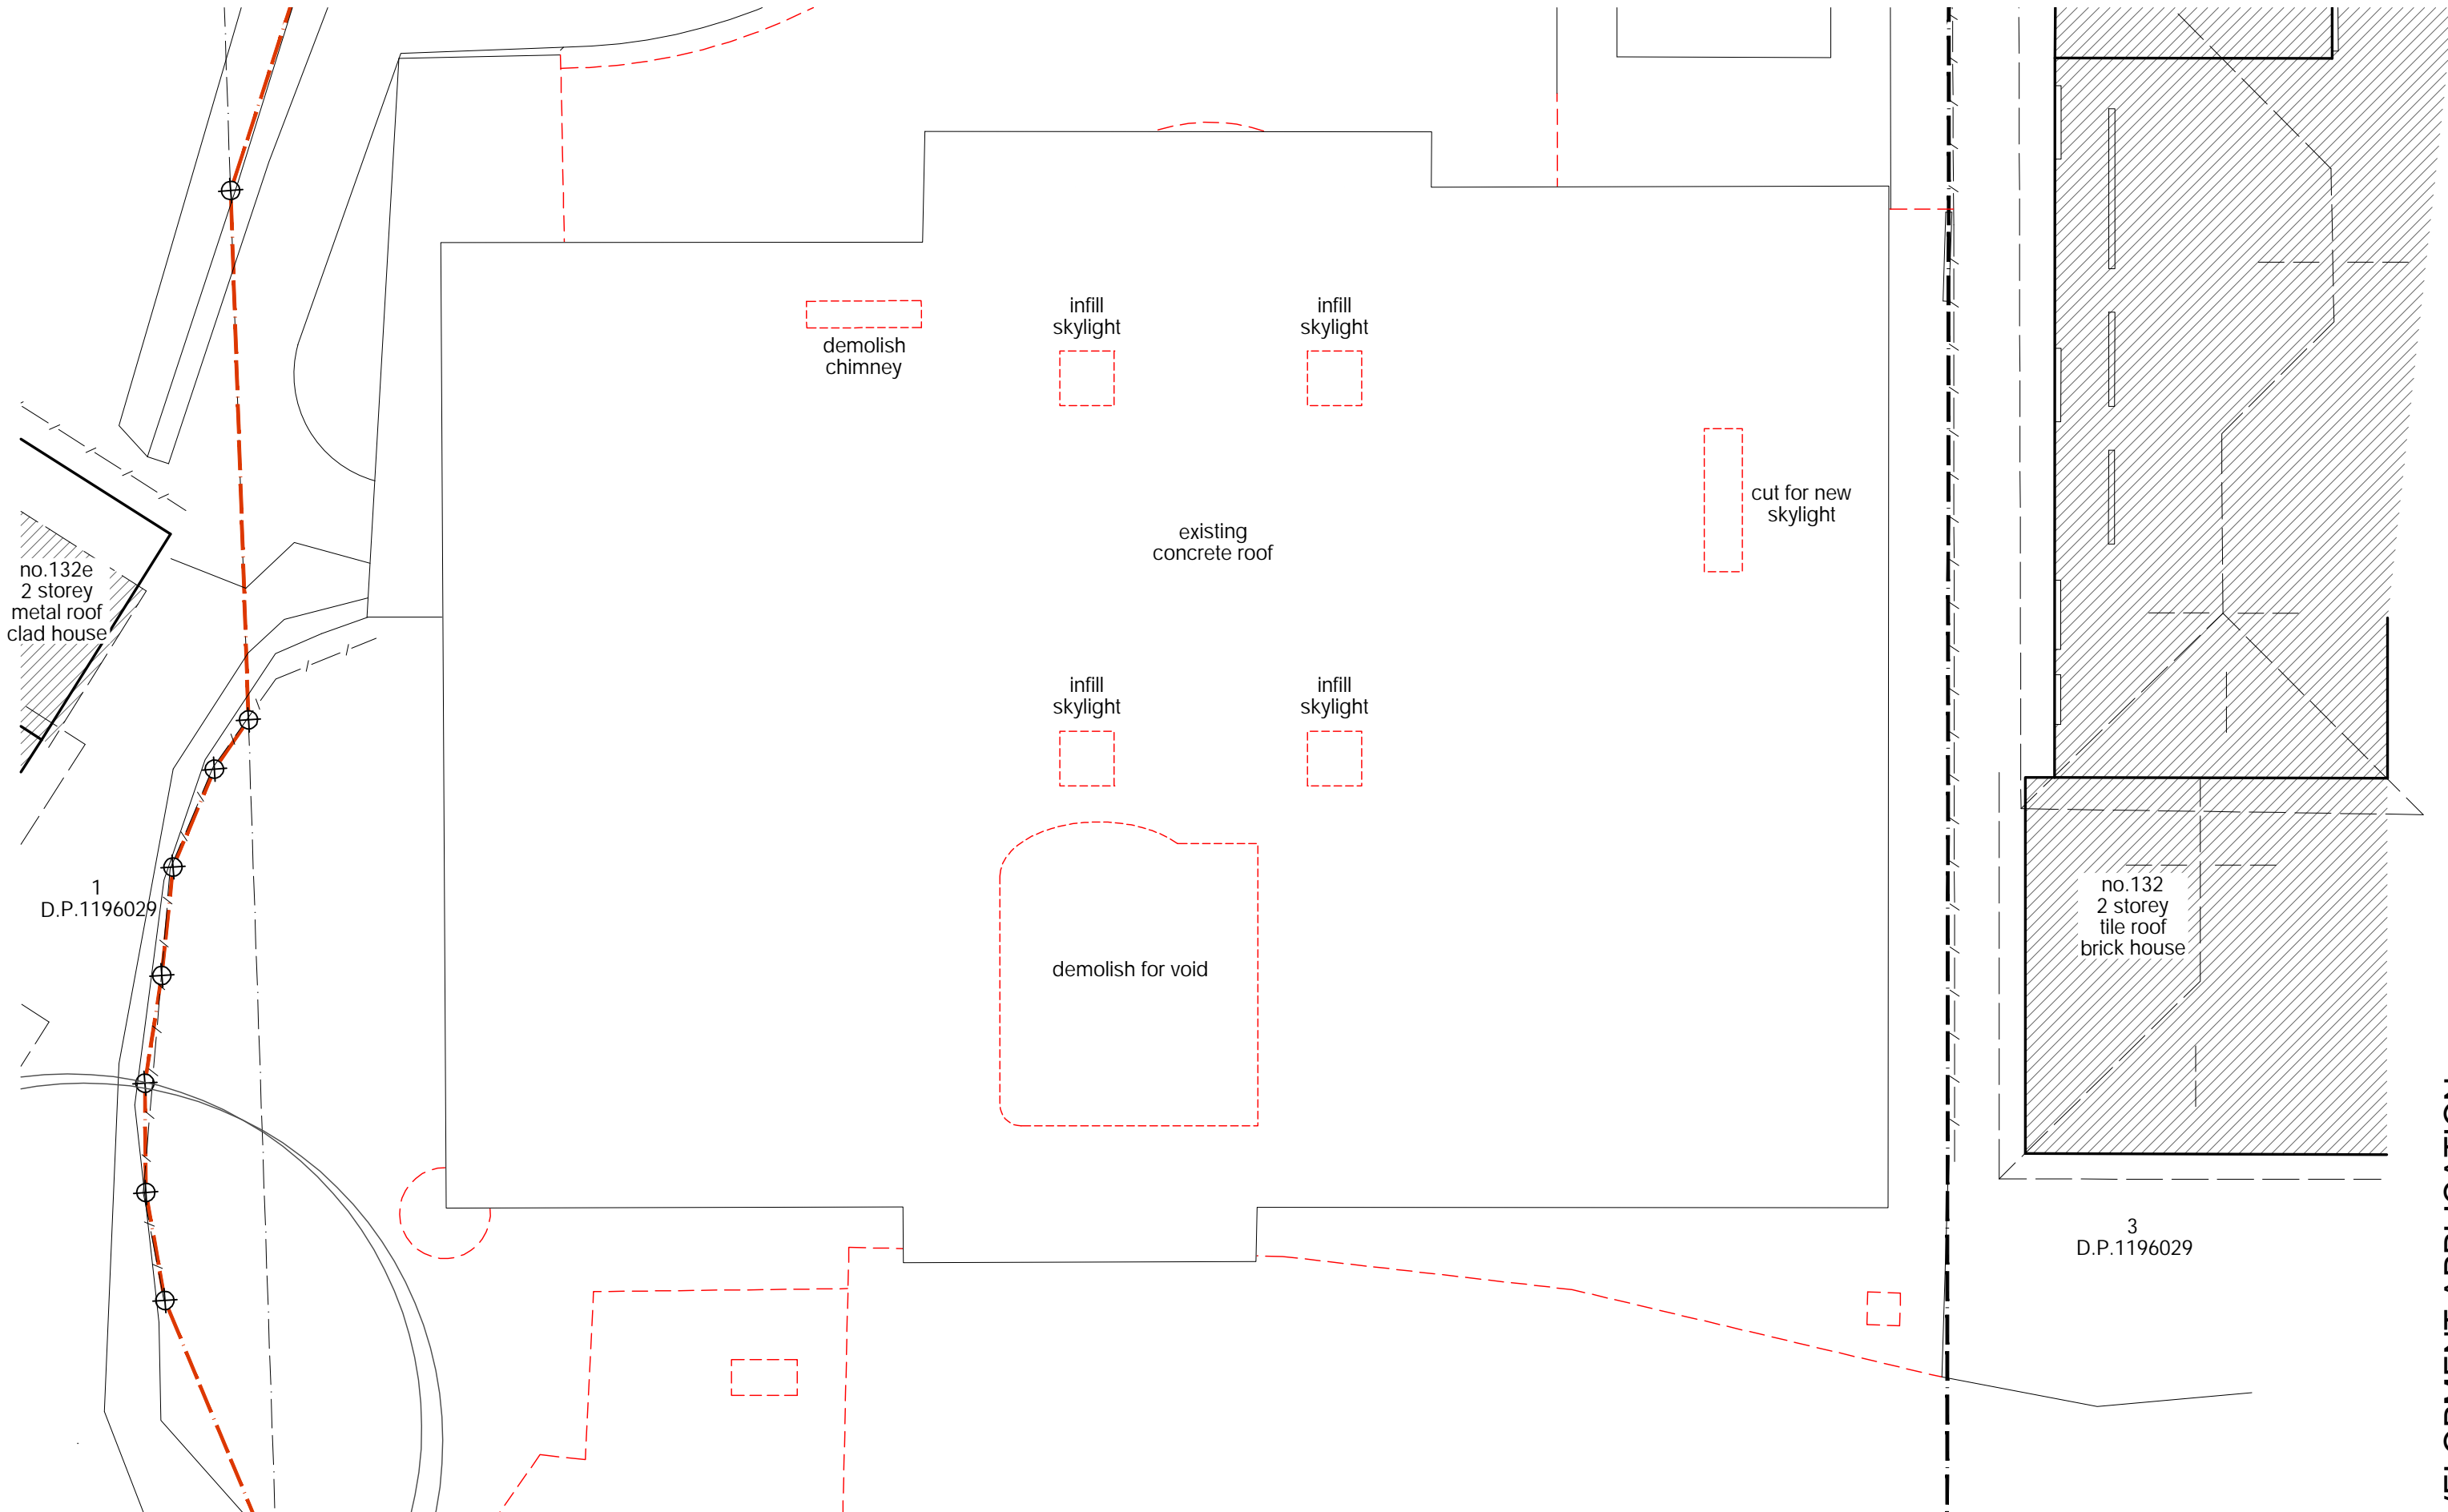 infill
skylight
infill
skylight
demolish
chimney
cut for new
skylight
existing
concrete roof
no.132e
2 storey
metal roof
clad house
infill
skylight
infill
skylight
1
D.P.1196029
no.132
2 storey
tile roof
brick house
demolish for void
3
D.P.1196029
APPLICATION